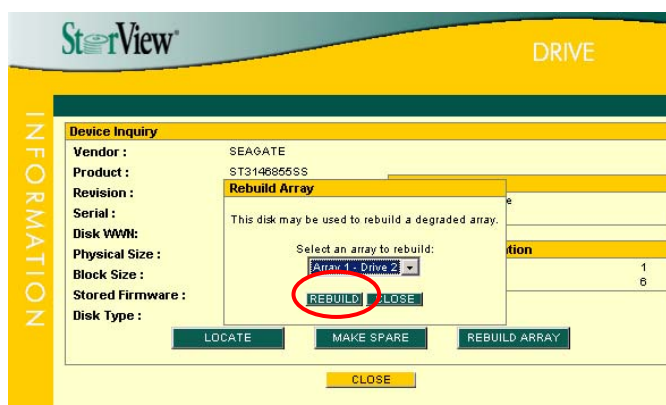 StorView
DRIVE
INFORMATION
Device Inquiry
Vendor : SEAGATE
Product : ST3146855SS
Revision :
Serial :
Disk WWN:
Physical Size :
Block Size :
Stored Firmware :
Disk Type :
Rebuild Array
This disk may be used to rebuild a degraded array.
Select an array to rebuild:
Array 1 - Drive 2
REBUILD CLOSE
1
6
LOCATE MAKE SPARE REBUILD ARRAY
CLOSE